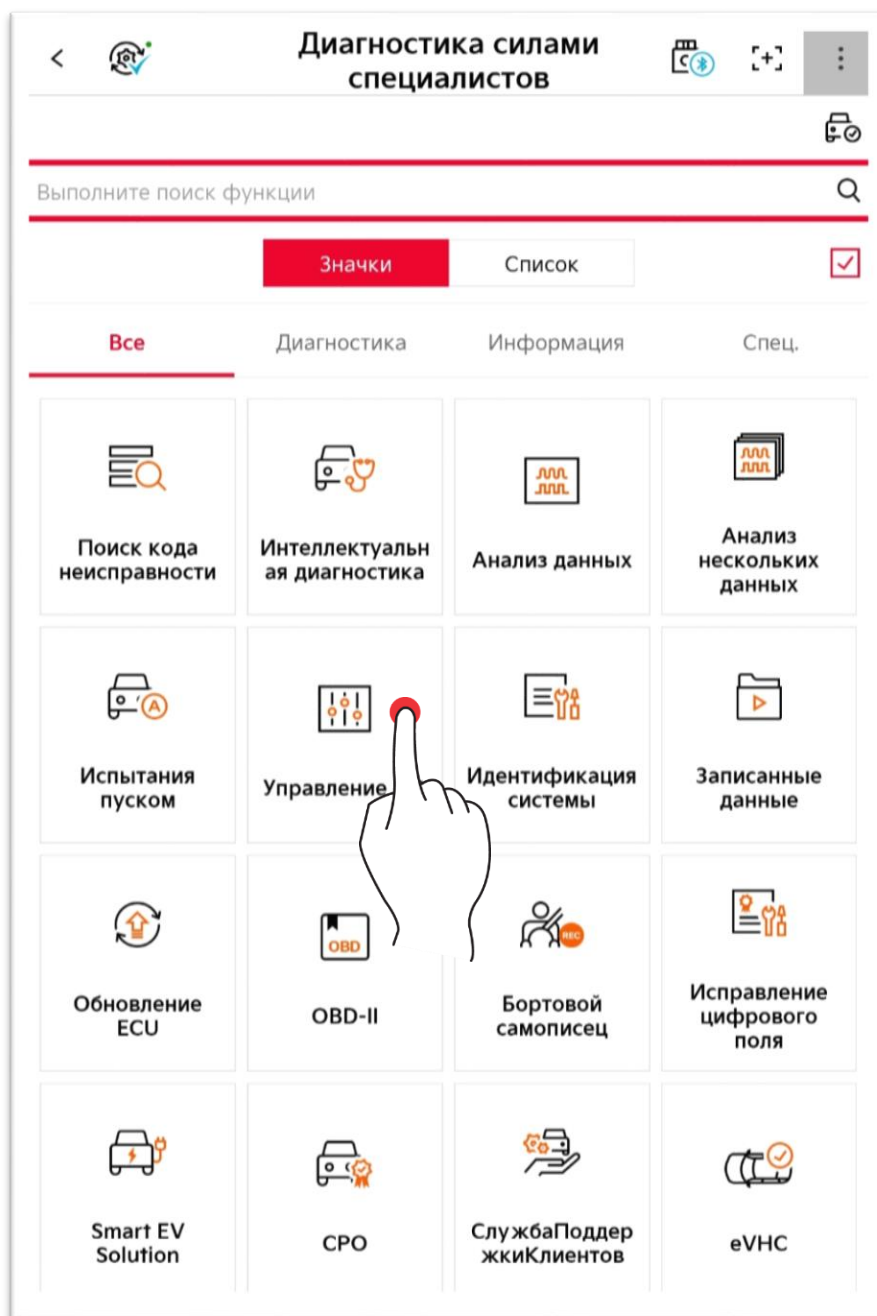 Диагностика силами
специалистов
Выполните поиск функции
Значки
Список
Все
Диагностика
Информация
Спец.
Поиск кода
неисправности
Интеллектуальн
ая диагностика
Анализ данных
Анализ
нескольких
данных
A
Испытания
пуском
Управление
Идентификация
системы
Записанные
данные
Обновление
ECU
OBD
OBD-II
REC
Бортовой
самописец
Исправление
цифрового
поля
Smart EV
Solution
CPO
СлужбаПоддер
жкиКлиентов
eVHC